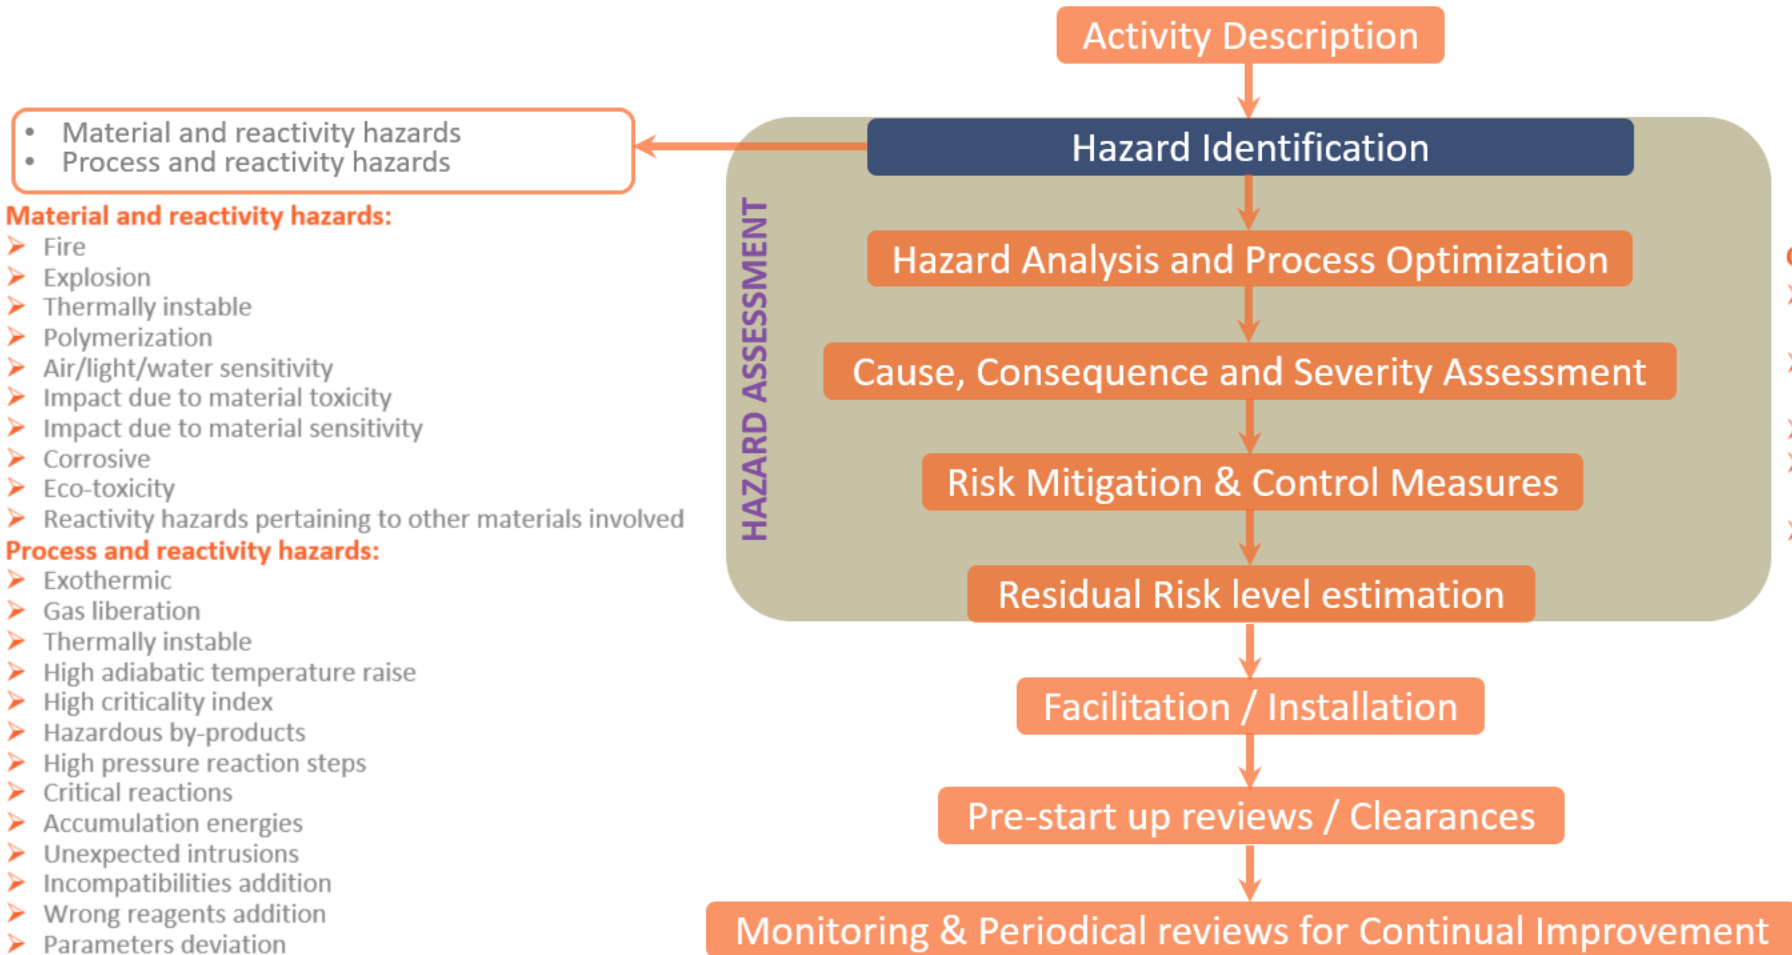 Activity Description
• Material and reactivity hazards
• Process and reactivity hazards
Hazard Identification
HAZARD ASSESSMENT
Hazard Analysis and Process Optimization
Cause, Consequence and Severity Assessment
Risk Mitigation & Control Measures
Residual Risk level estimation
Facilitation / Installation
Pre-start up reviews / Clearances
Monitoring & Periodical reviews for Continual Improvement
Material and reactivity hazards:
➢ Fire
➢ Explosion
➢ Thermally instable
➢ Polymerization
➢ Air/light/water sensitivity
➢ Impact due to material toxicity
➢ Impact due to material sensitivity
➢ Corrosive
➢ Eco-toxicity
➢ Reactivity hazards pertaining to other materials involved
Process and reactivity hazards:
➢ Exothermic
➢ Gas liberation
➢ Thermally instable
➢ High adiabatic temperature raise
➢ High criticality index
➢ Hazardous by-products
➢ High pressure reaction steps
➢ Critical reactions
➢ Accumulation energies
➢ Unexpected intrusions
➢ Incompatibilities addition
➢ Wrong reagents addition
➢ Parameters deviation